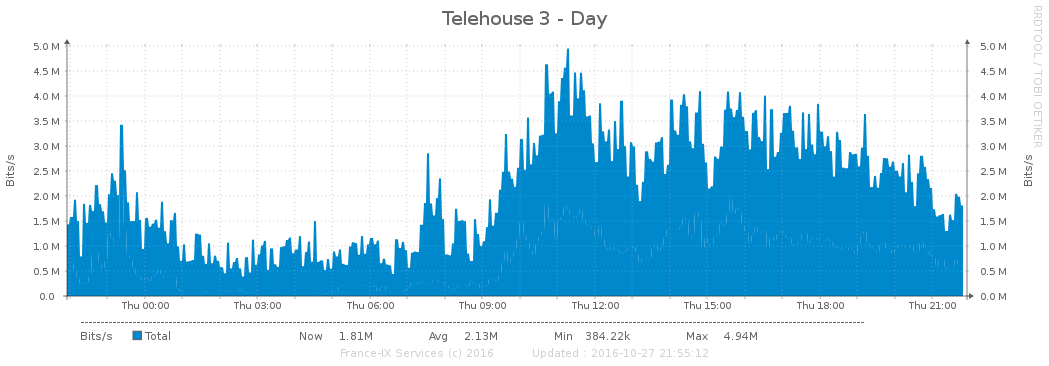 Telehouse 3 - Day
RRDTOOL / TOBI OETIKER
Bits/s
5.0 M
4.5 M
4.0 M
3.5 M
3.0 M
2.5 M
2.0 M
1.5 M
1.0 M
0.5 M
0.0
5.0 M
4.5 M
4.0 M
3.5 M
3.0 M
2.5 M
2.0 M
1.5 M
1.0 M
0.5 M
0.0 M
Bits/s
Thu 00:00 Thu 03:00 Thu 06:00 Thu 09:00 Thu 12:00 Thu 15:00 Thu 18:00 Thu 21:00
Bits/s Total Now 1.81M Avg 2.13M Min 384.22k Max 4.94M
France-IX Services (c) 2016 Updated : 2016-10-27 21:55:12